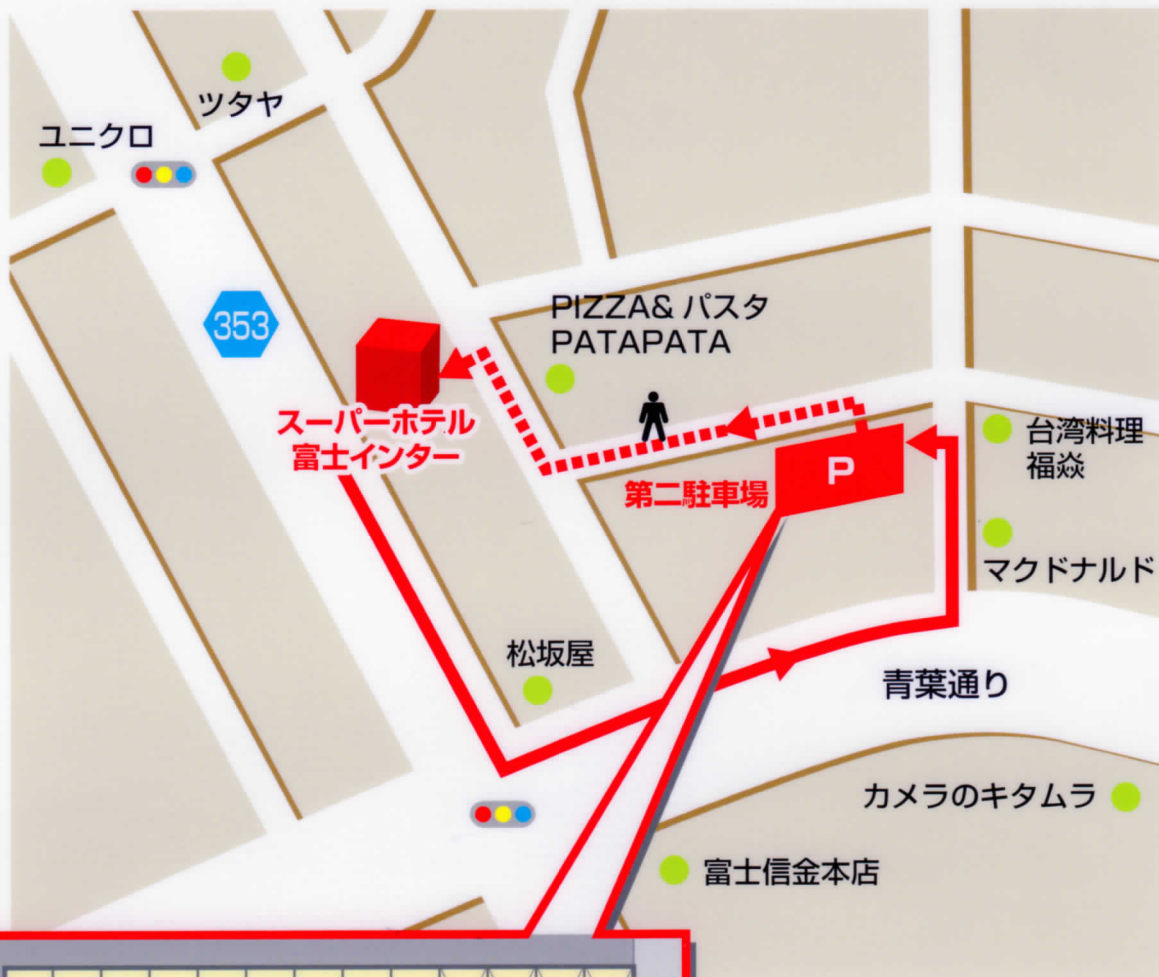 ツタヤ
ユニクロ
353
PIZZA& パスタ
PATAPATA
スーパーホテル
富士インター
台湾料理
福焱
P
第二駐車場
マクドナルド
松坂屋
青葉通り
カメラのキタムラ
富士信金本店